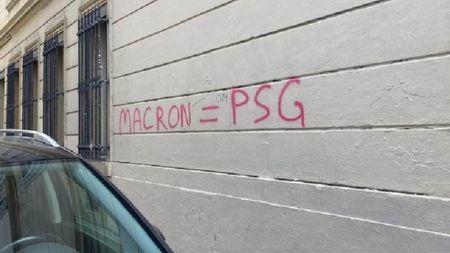 MACRON = PSG